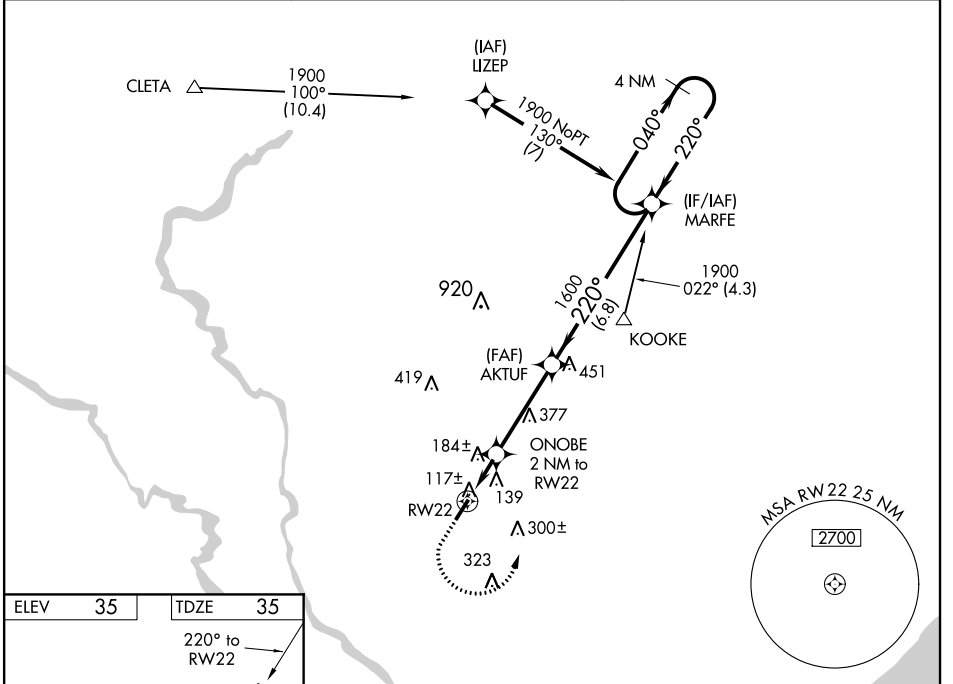 (IAF)
LIZEP
CLETA
1900
100°
(10.4)
4 NM
1900 NoPT
130°
(7)
040°
220°
(IF/IAF)
MARFE
1900
022° (4.3)
KOOKE
1600
220°
(6.8)
920
(FAF)
AKTUF
451
419
377
184±
ONOBE
2 NM to
RW22
117±
139
RW22
300±
323
MSA RW22 25 NM
2700
ELEV 35
TDZE 35
220° to
RW22